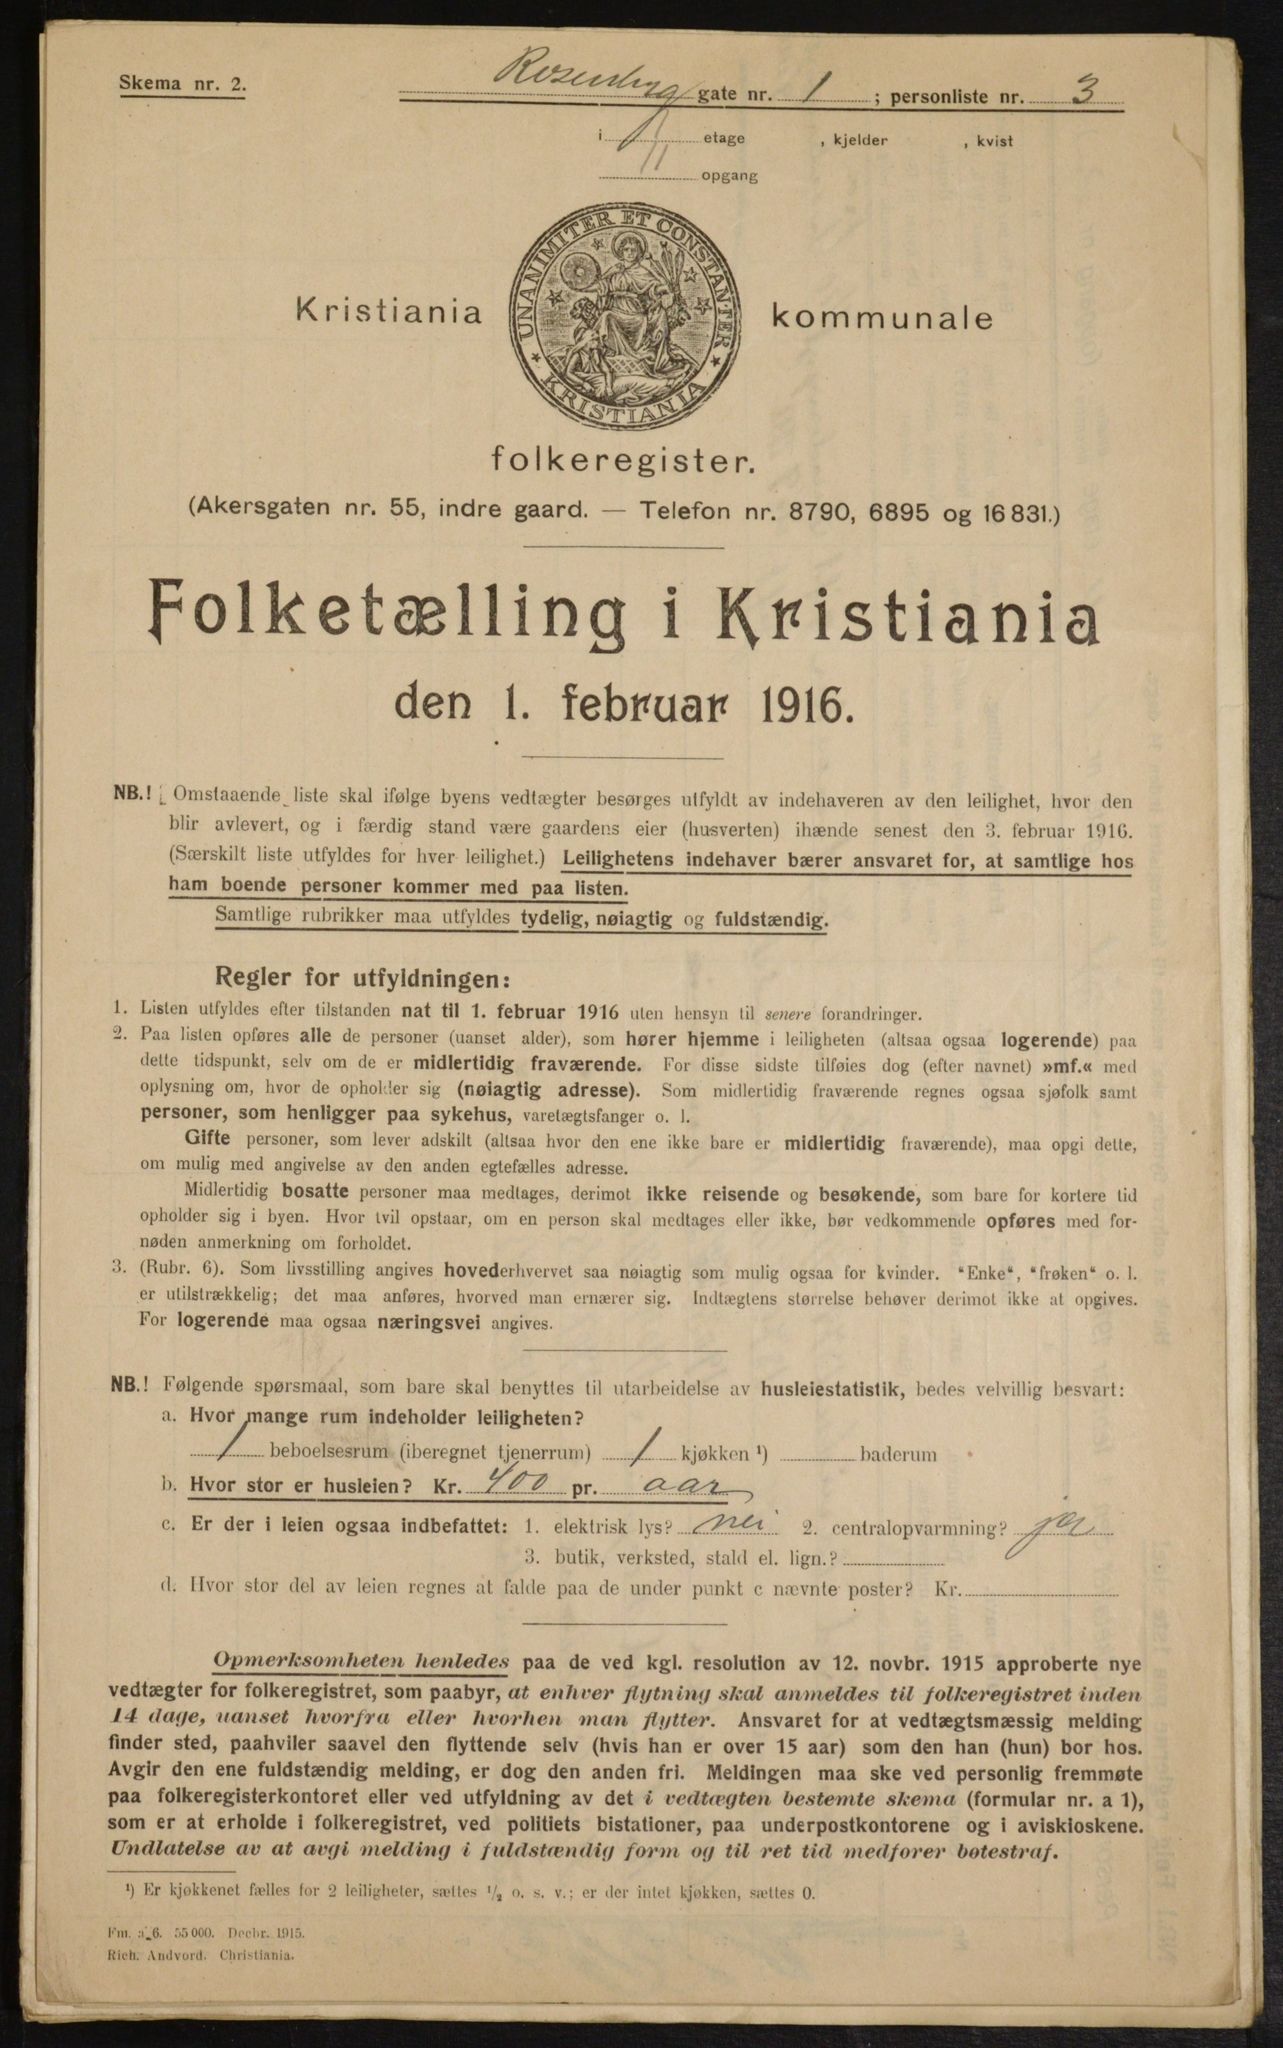 Skema nr. 2.
Rosenberg gate nr. 1 ; personliste nr. 3
i etage , kjelder , kvist
opgang
UNANIMITER ET CONSTANTER
KRISTIANIA
Kristiania kommunale
folkeregister.
(Akersgaten nr. 55, indre gaard. — Telefon nr. 8790, 6895 og 16 831.)
Folketælling i Kristiania
den 1. februar 1916.
NB.! Omstaaende liste skal ifølge byens vedtægter besørges utfyldt av indehaveren av den leilighet, hvor den
blir avlevert, og i færdig stand være gaardens eier (husverten) ihænde senest den 3. februar 1916.
(Særskilt liste utfyldes for hver leilighet.) Leilighetens indehaver bærer ansvaret for, at samtlige hos
ham boende personer kommer med paa listen.
Samtlige rubrikker maa utfyldes tydelig, nøiagtig og fuldstændig.
Regler for utfyldningen:
1. Listen utfyldes efter tilstanden nat til 1. februar 1916 uten hensyn til senere forandringer.
2. Paa listen opføres alle de personer (uanset alder), som hører hjemme i leiligheten (altsaa ogsaa logerende) paa
dette tidspunkt, selv om de er midlertidig fraværende. For disse sidste tilføies dog (efter navnet) »mf.« med
oplysning om, hvor de opholder sig (nøiagtig adresse). Som midlertidig fraværende regnes ogsaa sjøfolk samt
personer, som henligger paa sykehus, varetægtsfanger o. l.
Gifte personer, som lever adskilt (altsaa hvor den ene ikke bare er midlertidig fraværende), maa opgi dette,
om mulig med angivelse av den anden egtefælles adresse.
Midlertidig bosatte personer maa medtages, derimot ikke reisende og besøkende, som bare for kortere tid
opholder sig i byen. Hvor tvil opstaar, om en person skal medtages eller ikke, bør vedkommende opføres med for-
nøden anmerkning om forholdet.
3. (Rubr. 6). Som livsstilling angives hovederhvervet saa nøiagtig som mulig ogsaa for kvinder. “Enke“, “frøken“ o. l.
er utilstrækkelig; det maa anføres, hvorved man ernærer sig. Indtægtens størrelse behøver derimot ikke at opgives.
For logerende maa ogsaa næringsvei angives.
NB.! Følgende spørsmaal, som bare skal benyttes til utarbeidelse av husleiestatistik, bedes velvillig besvart:
a. Hvor mange rum indeholder leiligheten?
1 beboelsesrum (iberegnet tjenerrum) 1 kjøkken ¹) baderum
b. Hvor stor er husleien? Kr. 400 pr. aar
c. Er der i leien ogsaa indbefattet: 1. elektrisk lys? nei 2. centralopvarmning? ja
3. butik, verksted, stald el. lign.?
d. Hvor stor del av leien regnes at falde paa de under punkt c nævnte poster? Kr.
Opmerksomheten henledes paa de ved kgl. resolution av 12. novbr. 1915 approberte nye
vedtægter for folkeregistret, som paabyr, at enhver flytning skal anmeldes til folkeregistret inden
14 dage, uanset hvorfra eller hvorhen man flytter. Ansvaret for at vedtægtsmæssig melding
finder sted, paahviler saavel den flyttende selv (hvis han er over 15 aar) som den han (hun) bor hos.
Avgir den ene fuldstændig melding, er dog den anden fri. Meldingen maa ske ved personlig fremmøte
paa folkeregisterkontoret eller ved utfyldning av det i vedtægten bestemte skema (formular nr. a 1),
som er at erholde i folkeregistret, ved politiets bistationer, paa underpostkontorene og i aviskioskene.
Undlatelse av at avgi melding i fuldstændig form og til ret tid medfører bøtestraf.
¹) Er kjøkkenet fælles for 2 leiligheter, sættes ½ o. s. v.; er der intet kjøkken, sættes 0.
Fm. a 6. 55 000. Decbr. 1915.
Rich. Andvord. Christiania.